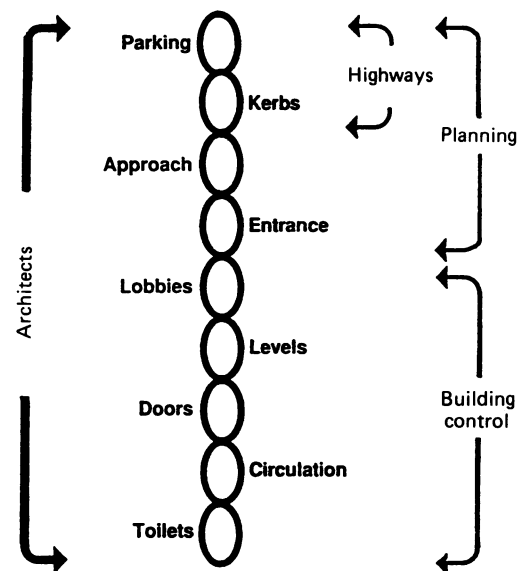 Parking
Highways
Kerbs
Planning
Approach
Entrance
Architects
Lobbies
Levels
Building
control
Doors
Circulation
Toilets